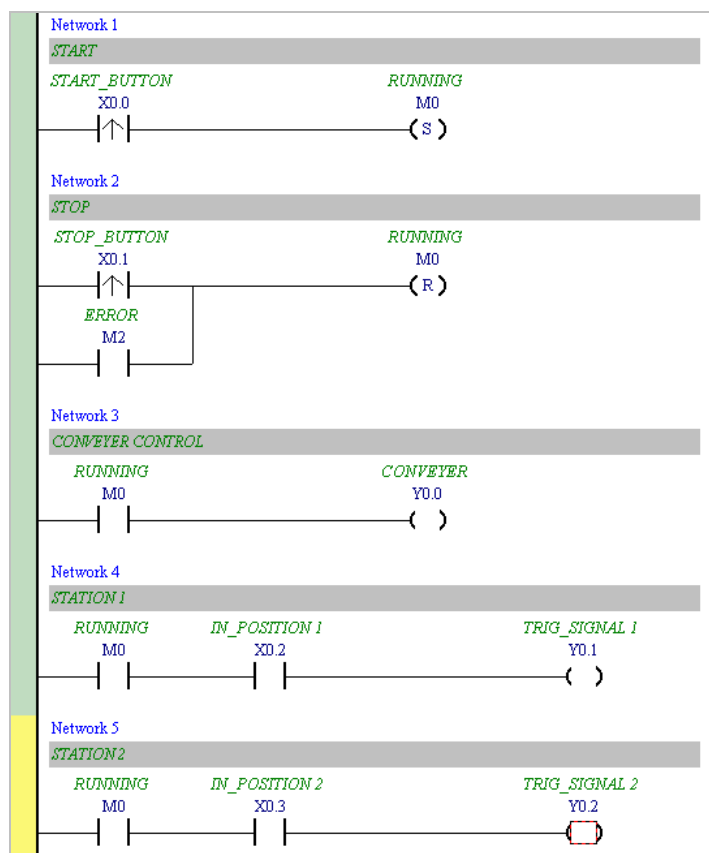 Network 1
START
START_BUTTON RUNNING
X0.0 M0
S
Network 2
STOP
STOP_BUTTON RUNNING
X0.1 M0
R
ERROR
M2
Network 3
CONVEYER CONTROL
RUNNING CONVEYER
M0 Y0.0
Network 4
STATION 1
RUNNING IN_POSITION 1 TRIG_SIGNAL 1
M0 X0.2 Y0.1
Network 5
STATION 2
RUNNING IN_POSITION 2 TRIG_SIGNAL 2
M0 X0.3 Y0.2